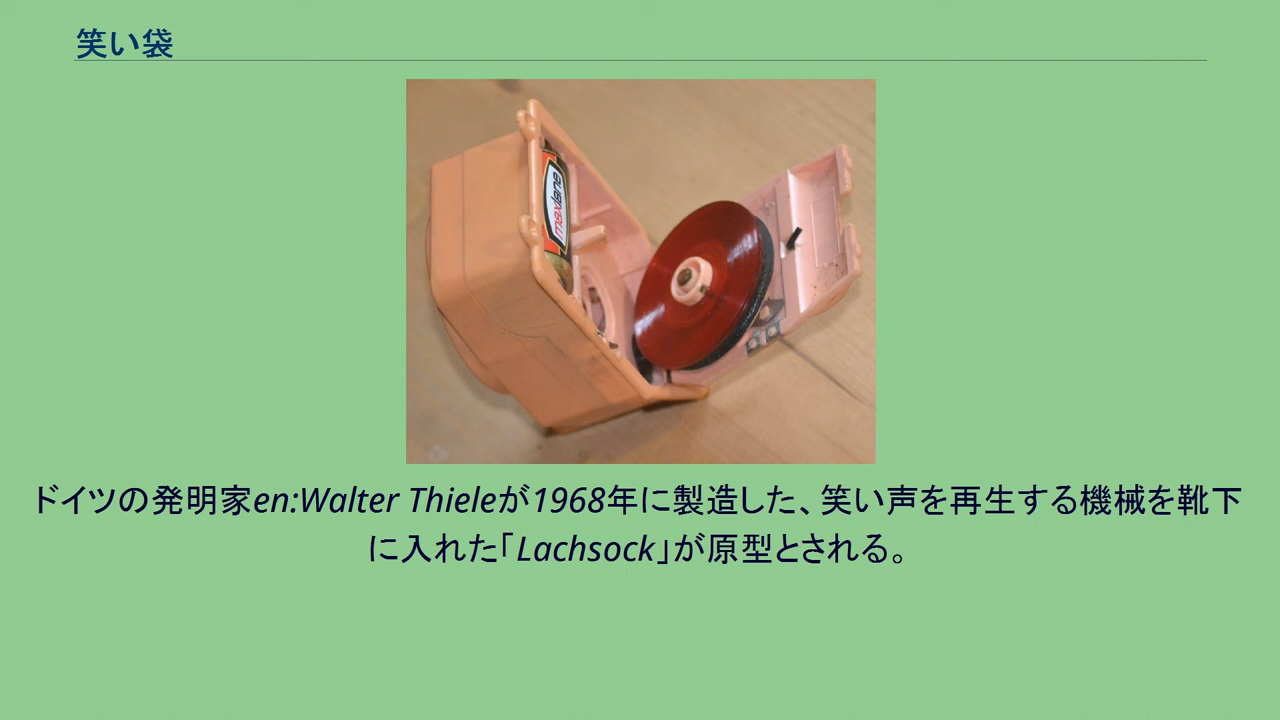 笑い袋
maxiene
ドイツの発明家en:Walter Thieleが1968年に製造した、笑い声を再生する機械を靴下
に入れた「Lachsock」が原型とされる。